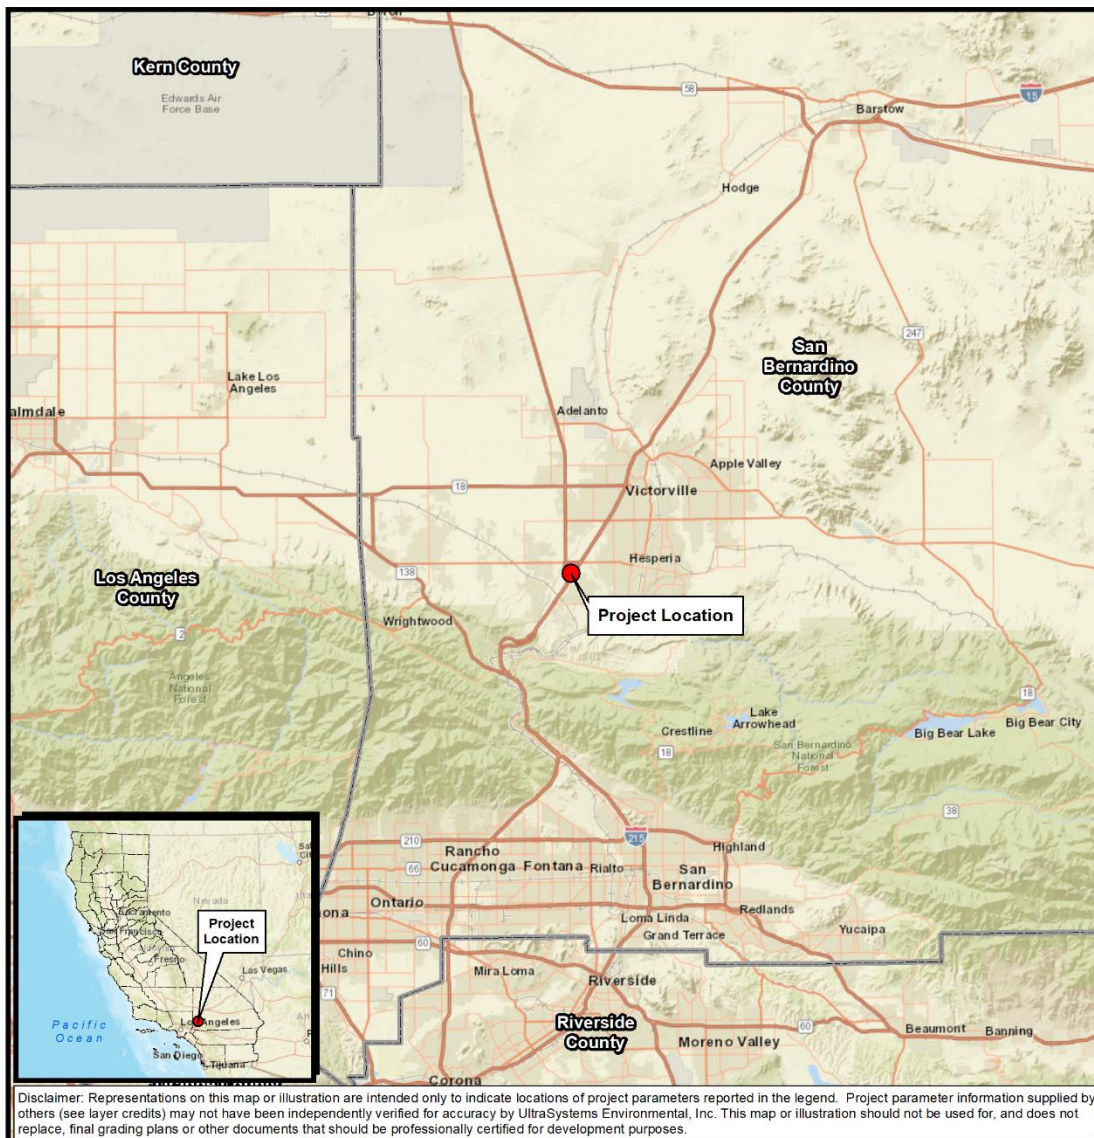 Kern County
Edwards Air
Force Base
58
15
Barstow
Hodge
247
San
Bernardino
County
Lake Los
Angeles
almdale
Adelanto
Apple Valley
18
Victorville
Hesperia
Los Angeles
County
138
Project Location
Wrightwood
2
Angeles
National
Forest
Lake
Arrowhead
Crestline
18
San Bernardino
National
Forest
18
Big Bear City
Big Bear Lake
38
215
210
Highland
Rancho
Cucamonga
Fontana
Rialto
66
San
Bernardino
Ontario
ona
Redlands
Loma Linda
Grand Terrace
Yucaipa
60
Chino
Hills
Mira Loma
Riverside
71
Riverside
County
60
Beaumont
Banning
Moreno Valley
Corona
Nevada
Sacramento
San Francisco
California
Fresno
Project
Location
Las Vegas
Los Angeles
Pacific
Ocean
San Diego
Tijuana
Disclaimer: Representations on this map or illustration are intended only to indicate locations of project parameters reported in the legend. Project parameter information supplied by
others (see layer credits) may not have been independently verified for accuracy by UltraSystems Environmental, Inc. This map or illustration should not be used for, and does not
replace, final grading plans or other documents that should be professionally certified for development purposes.